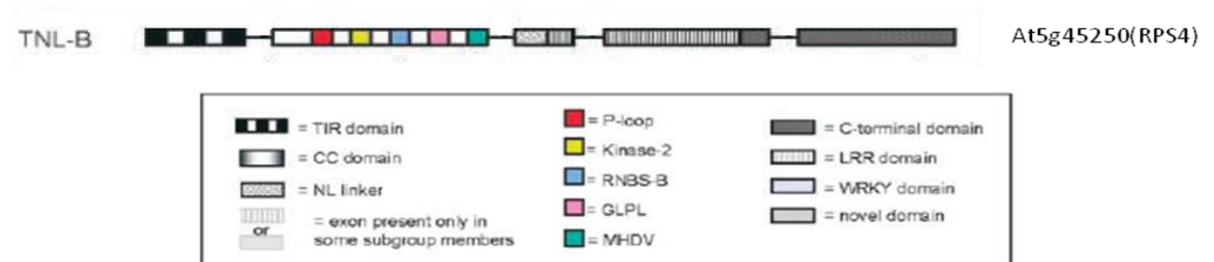 TNL-B At5g45250(RPS4)
= TIR domain
= CC domain
= NL linker
or = exon present only in
some subgroup members
= P-loop
= Kinase-2
= RNBS-B
= GLPL
= MHDV
= C-terminal domain
= LRR domain
= WRKY domain
= novel domain